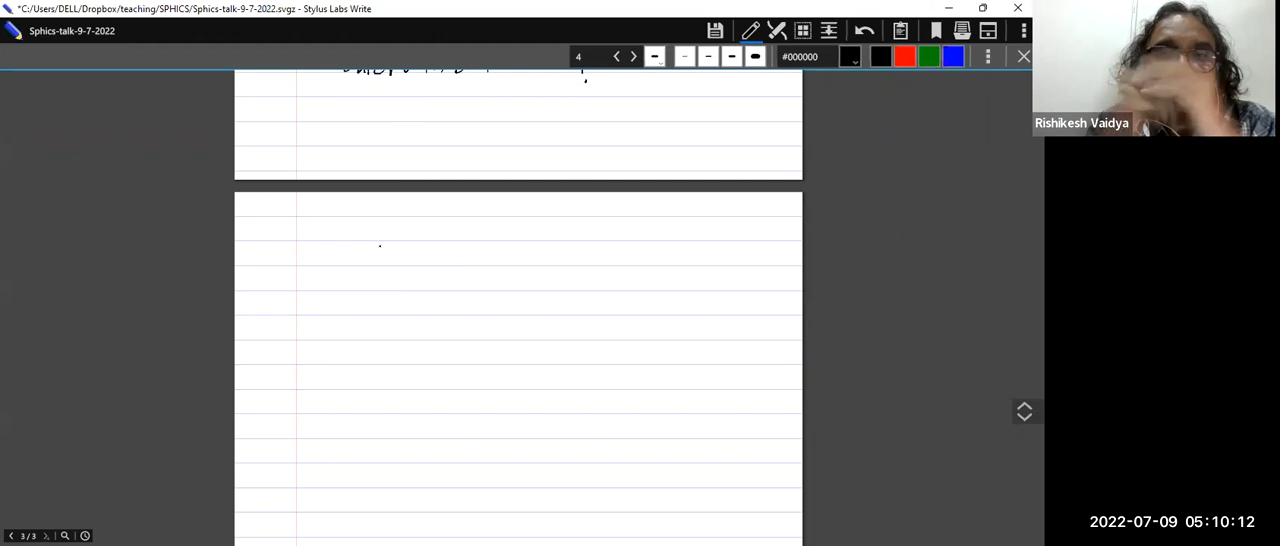 *C:/Users/DELL/Dropbox/teaching/SPHICS/Sphics-talk-9-7-2022.svgz - Stylus Labs Write
Sphics-talk-9-7-2022
4
#000000
Rishikesh Vaidya
3/3
2022-07-09 05:10:12